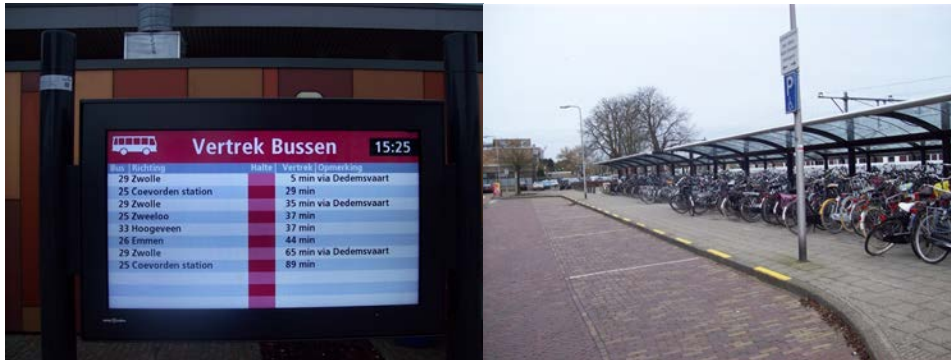 Vertrek Bussen 15:25
Bus Richting Halte Vertrek Opmerking
29 Zwolle 5 min via Dedemsvaart
25 Coevorden station 29 min
29 Zwolle 35 min via Dedemsvaart
25 Zweeloo 37 min
33 Hoogeveen 37 min
26 Emmen 44 min
29 Zwolle 65 min via Dedemsvaart
25 Coevorden station 89 min
P